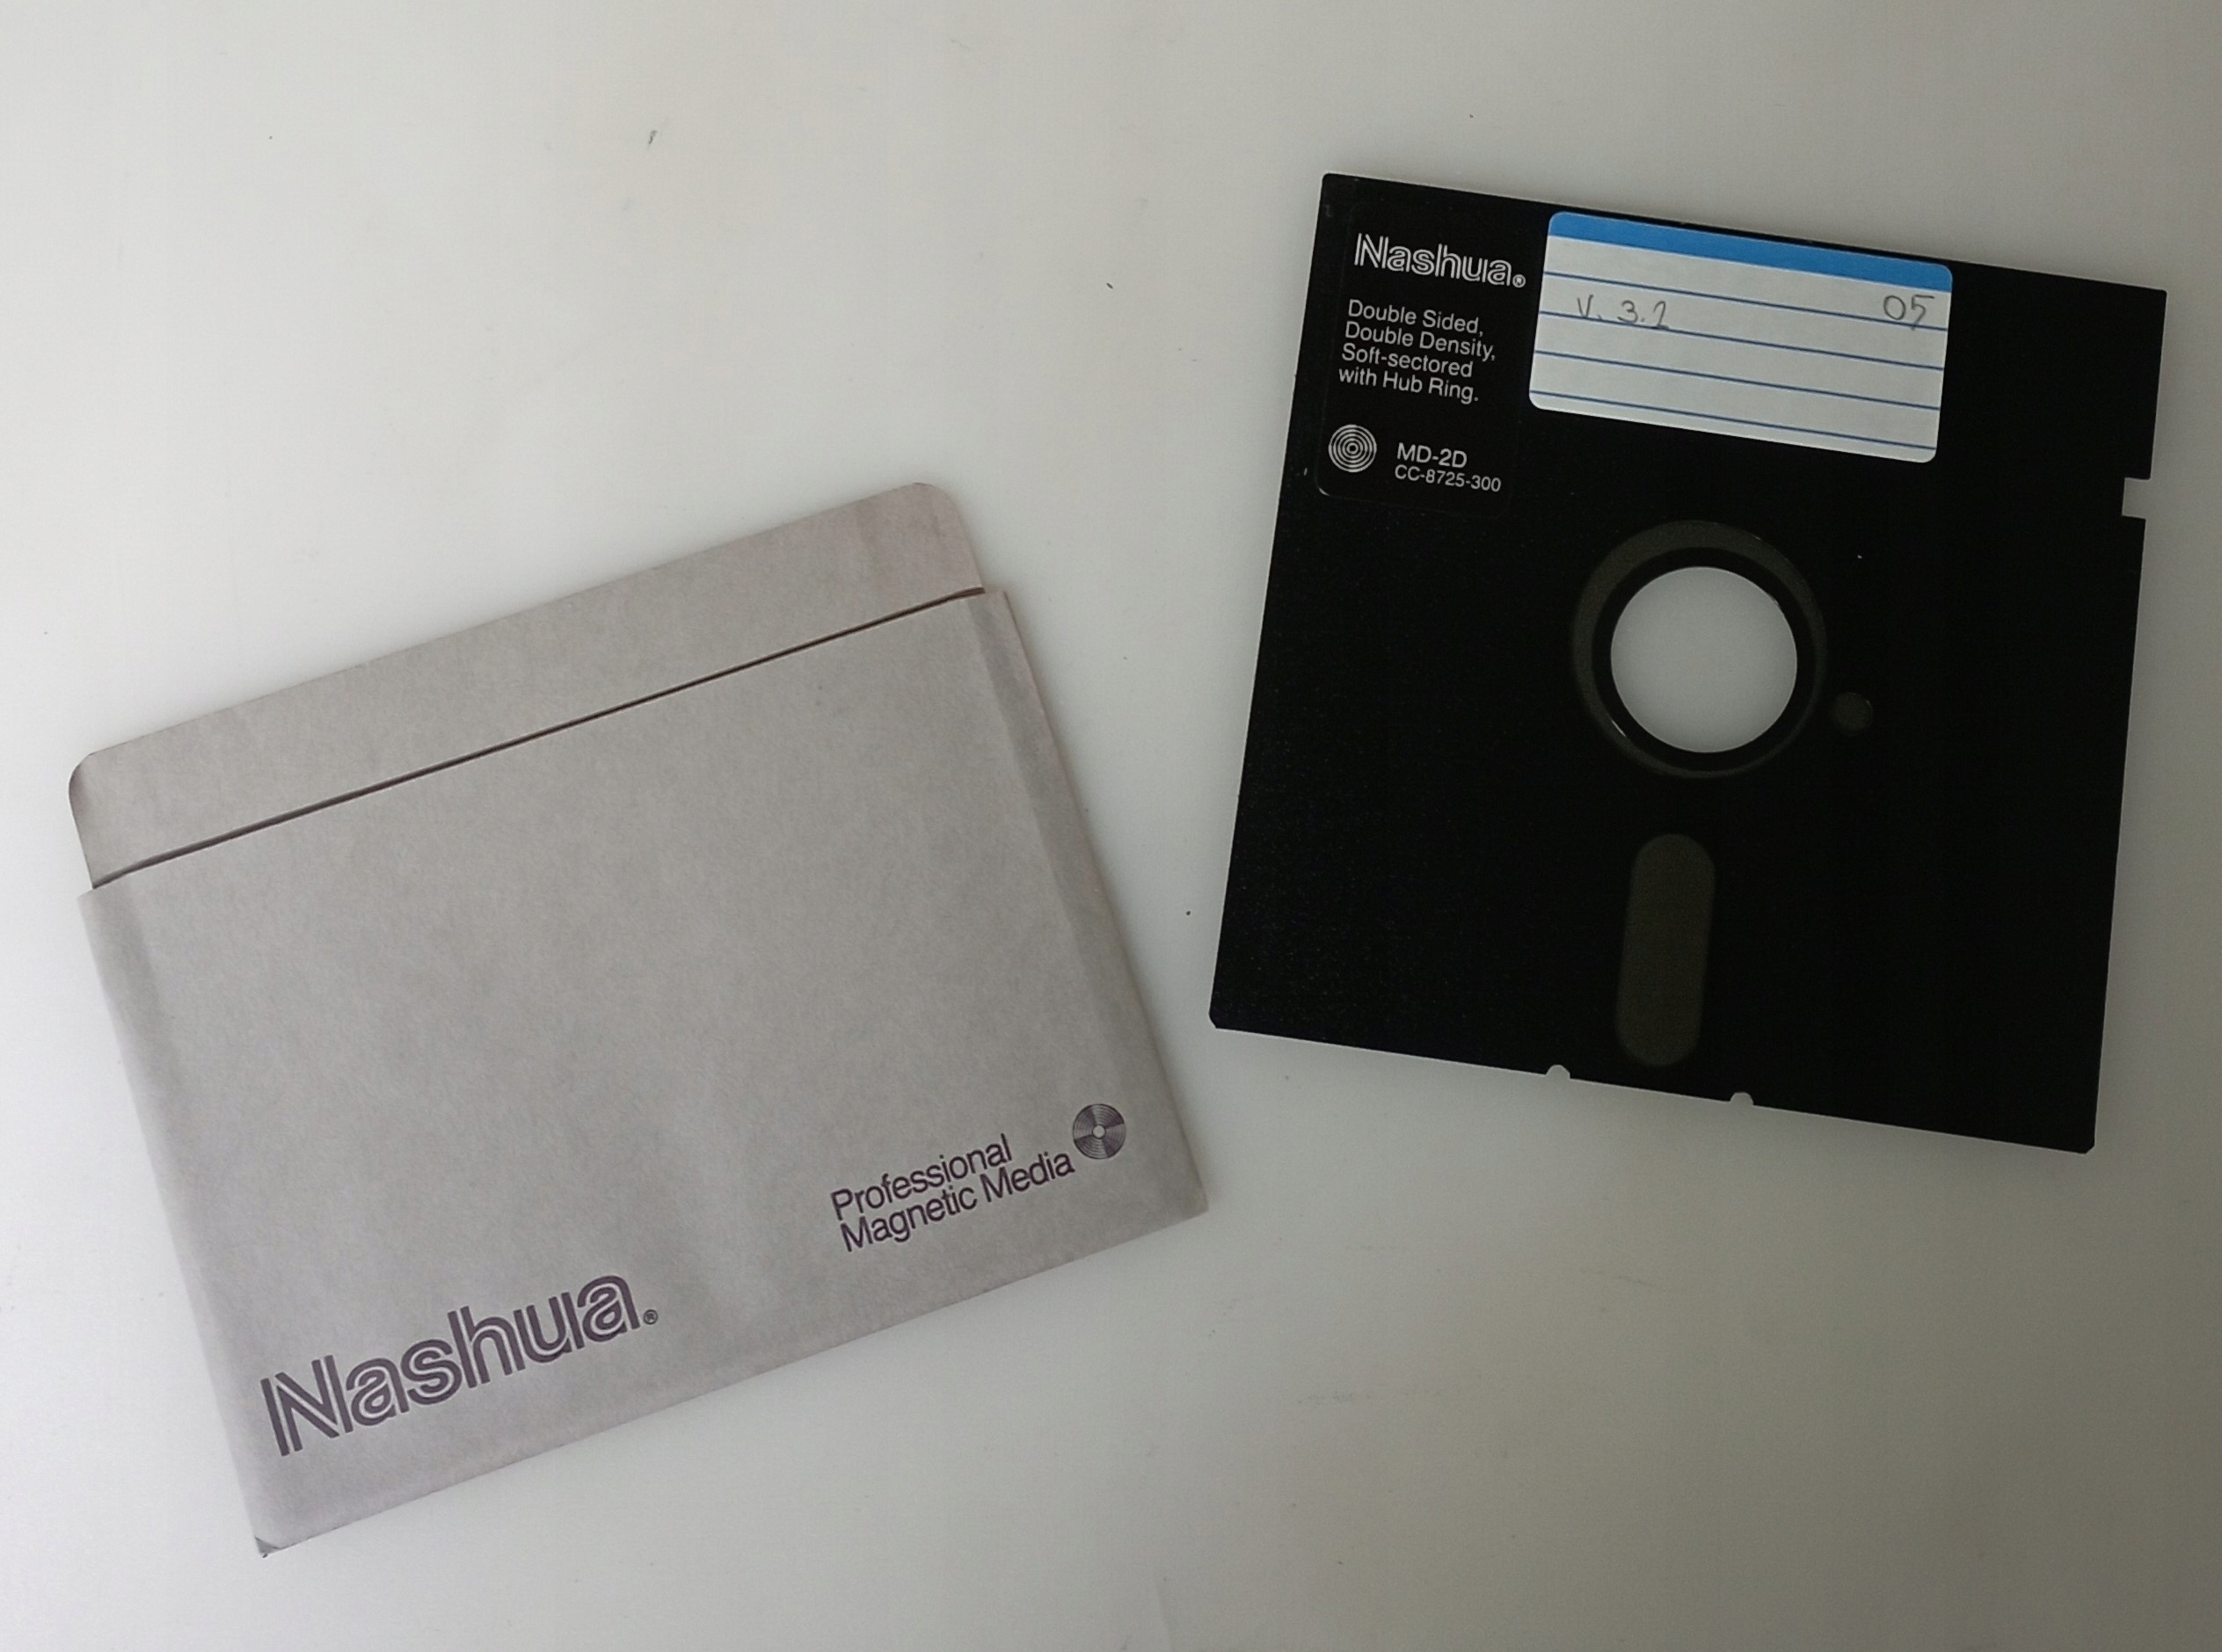 Nashua®
Double Sided,
Double Density,
Soft-sectored
with Hub Ring.
MD-2D
CC-8725-300
V. 3.2 05
Professional
Magnetic Media
Nashua®